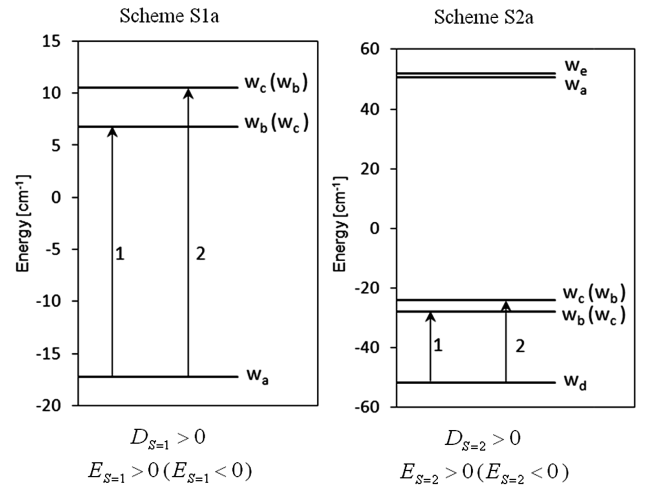 Scheme S1a
15
10
5
0
-5
-10
-15
-20
Energy [cm⁻¹]
w_c (w_b)
w_b (w_c)
1
2
w_a
D_{S=1} > 0
E_{S=1} > 0 (E_{S=1} < 0)
Scheme S2a
60
40
20
0
-20
-40
-60
Energy [cm⁻¹]
w_e
w_a
w_c (w_b)
w_b (w_c)
1
2
w_d
D_{S=2} > 0
E_{S=2} > 0 (E_{S=2} < 0)